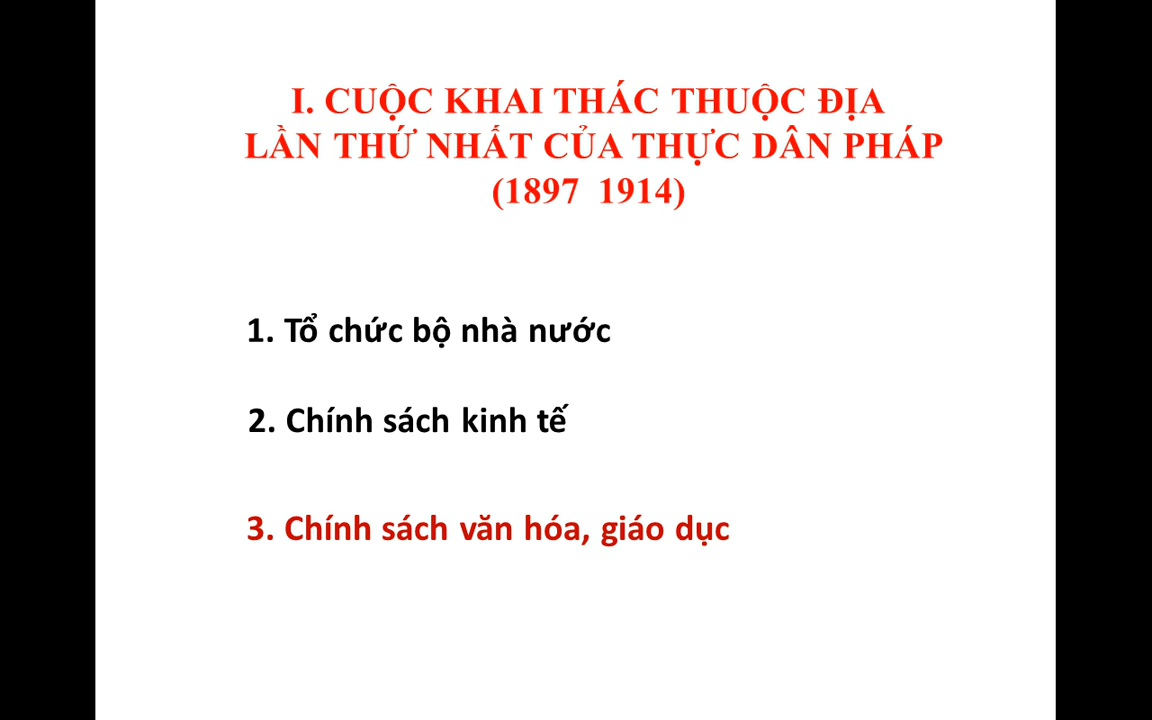 I. CUỘC KHAI THÁC THUỘC ĐỊA
LẦN THỨ NHẤT CỦA THỰC DÂN PHÁP
(1897 1914)
1. Tổ chức bộ nhà nước
2. Chính sách kinh tế
3. Chính sách văn hóa, giáo dục